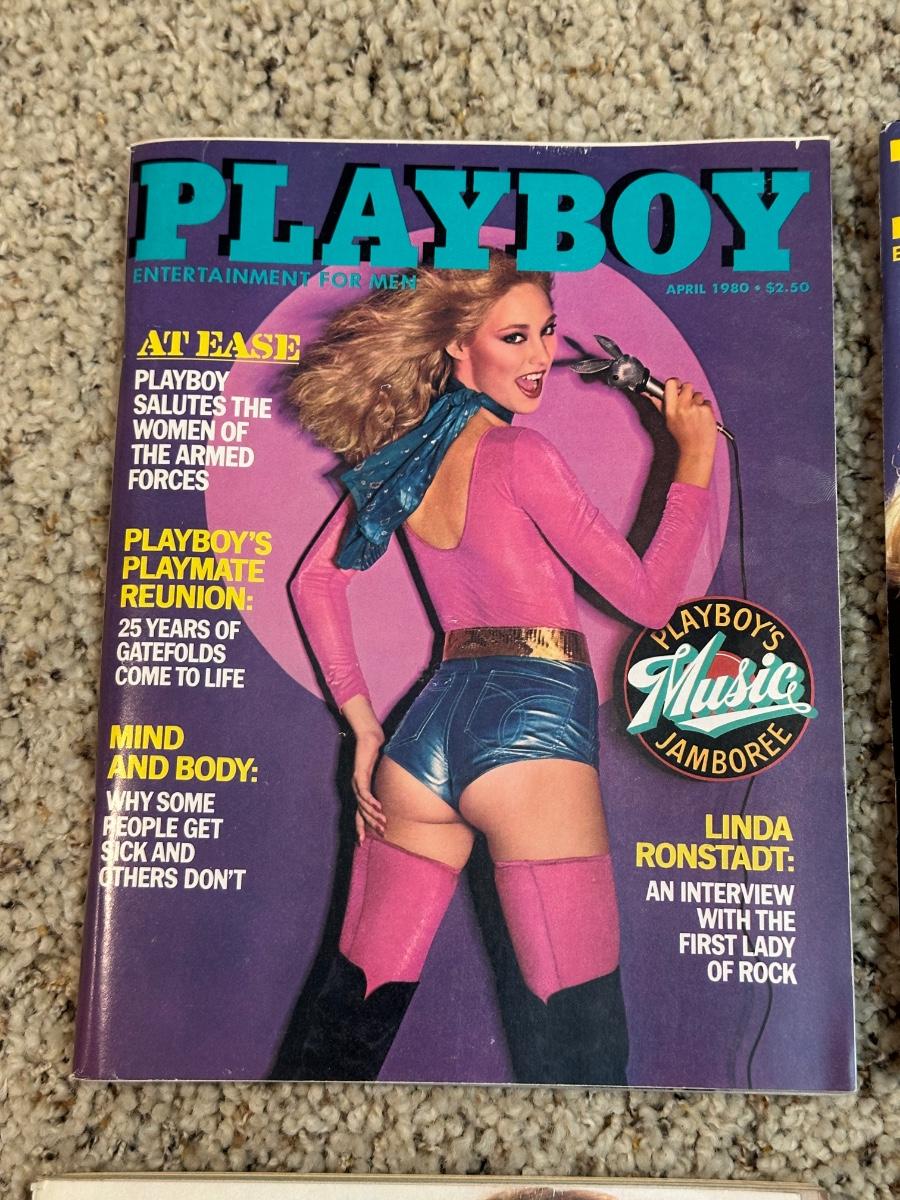 PLAYBOY
ENTERTAINMENT FOR MEN
APRIL 1980 • $2.50
AT EASE
PLAYBOY
SALUTES THE
WOMEN OF
THE ARMED
FORCES
PLAYBOY'S
PLAYMATE
REUNION:
25 YEARS OF
GATEFOLDS
COME TO LIFE
MIND
AND BODY:
WHY SOME
PEOPLE GET
SICK AND
OTHERS DON'T
PLAYBOY'S
Music
JAMBOREE
LINDA
RONSTADT:
AN INTERVIEW
WITH THE
FIRST LADY
OF ROCK